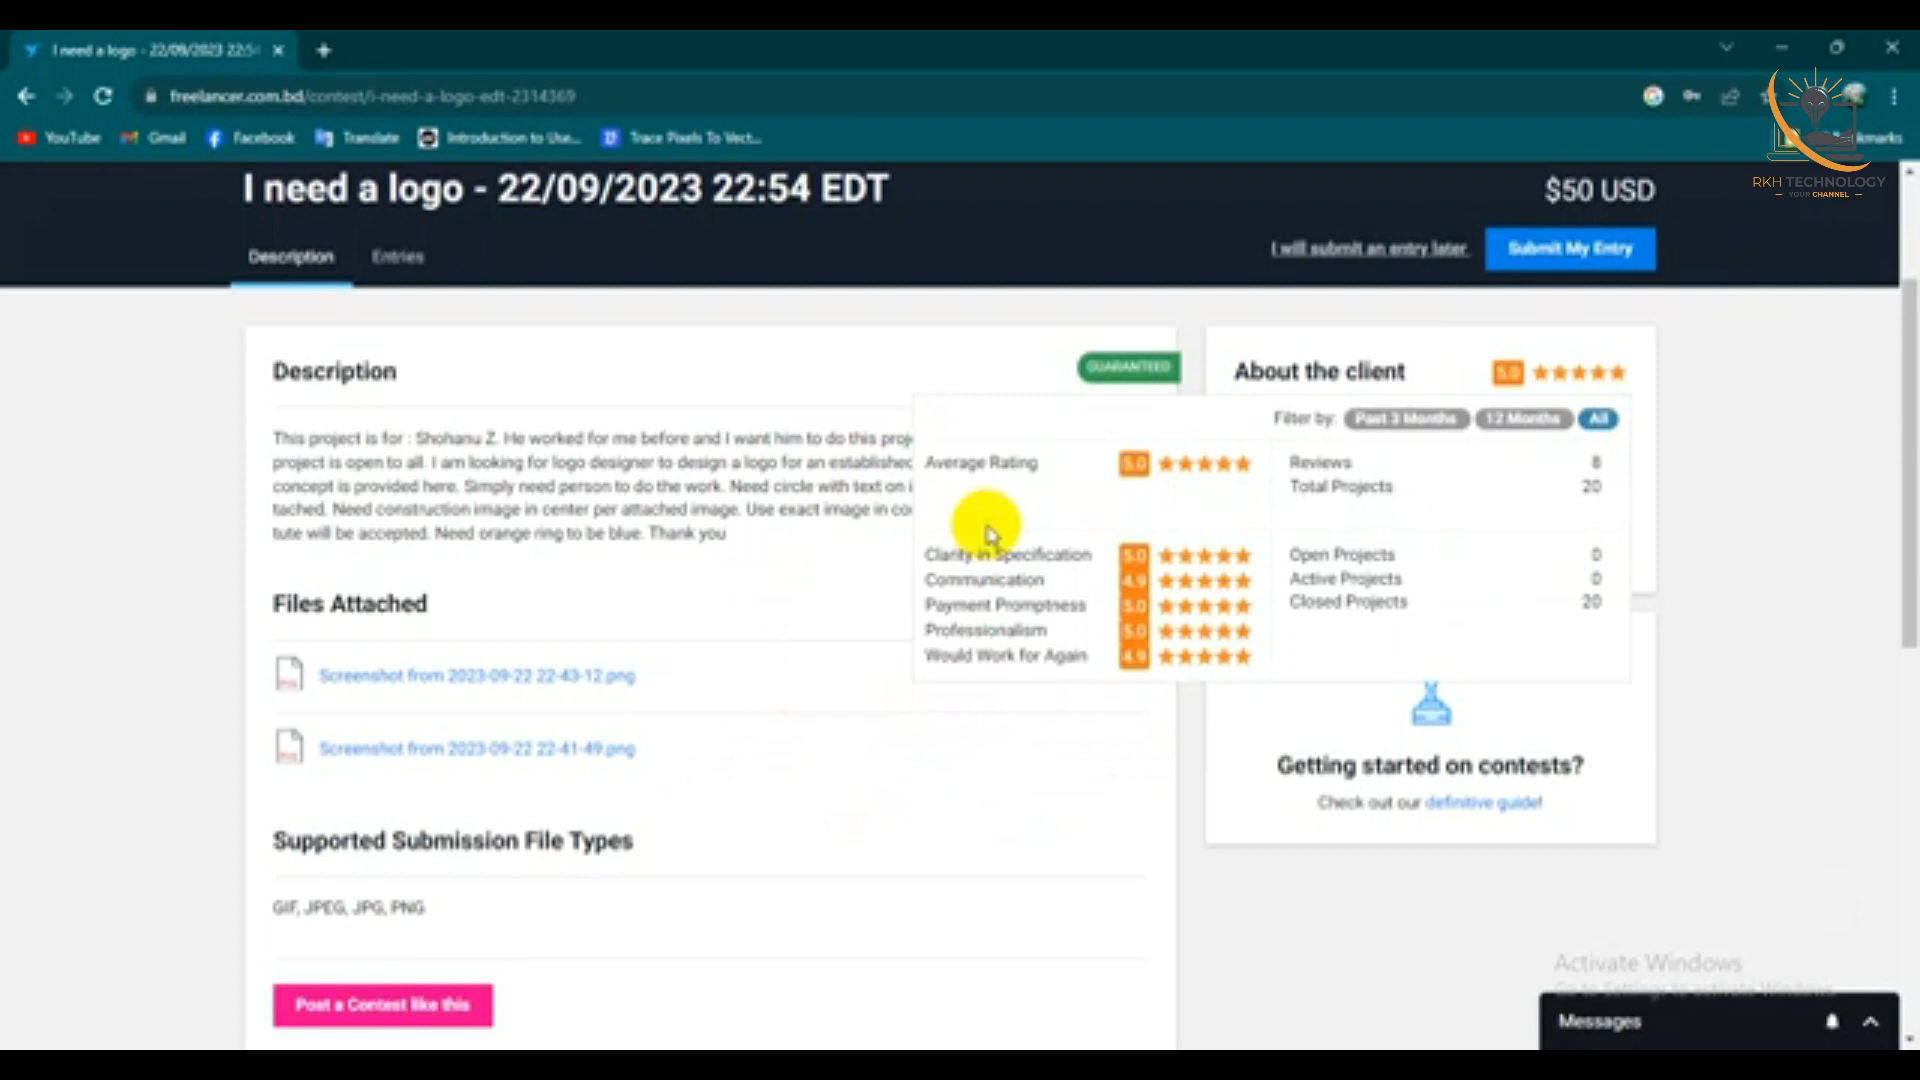 I need a logo - 22/09/2023 22:54
freelancer.com.bd/contest/i-need-a-logo-edt-2314369
YouTube Gmail Facebook Translate Introduction to Use... Trace Pixels To Vect...
RKH TECHNOLOGY
YOUR CHANNEL
I need a logo - 22/09/2023 22:54 EDT
$50 USD
Description Entries
I will submit an entry later. Submit My Entry
Description
GUARANTEED
This project is for : Shohanu Z. He worked for me before and I want him to do this proj
project is open to all. I am looking for logo designer to design a logo for an established
concept is provided here. Simply need person to do the work. Need circle with text on i
tached. Need construction image in center per attached image. Use exact image in co
tute will be accepted. Need orange ring to be blue. Thank you
About the client 5.0
Filter by: Past 3 Months 12 Months All
Average Rating 5.0
Reviews 8
Total Projects 20
Clarity in Specification 5.0
Communication 4.9
Payment Promptness 5.0
Professionalism 5.0
Would Work for Again 4.9
Open Projects 0
Active Projects 0
Closed Projects 20
Files Attached
Screenshot from 2023-09-22 22-43-12.png
Screenshot from 2023-09-22 22-41-49.png
Getting started on contests?
Check out our definitive guide!
Supported Submission File Types
GIF, JPEG, JPG, PNG
Post a Contest like this
Activate Windows
Go to Settings to activate Windows.
Messages